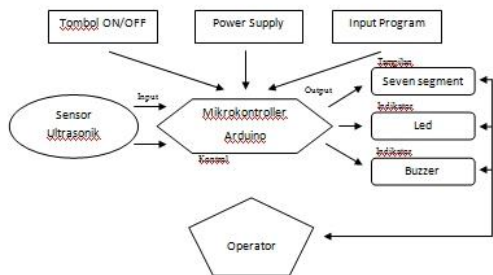 Tombol ON/OFF
Power Supply
Input Program
Tampilan
Seven segment
Input
Output
Sensor
Ultrasonik
Mikrokontroller
Arduino
Kontrol
Indikator
Led
Indikator
Buzzer
Operator